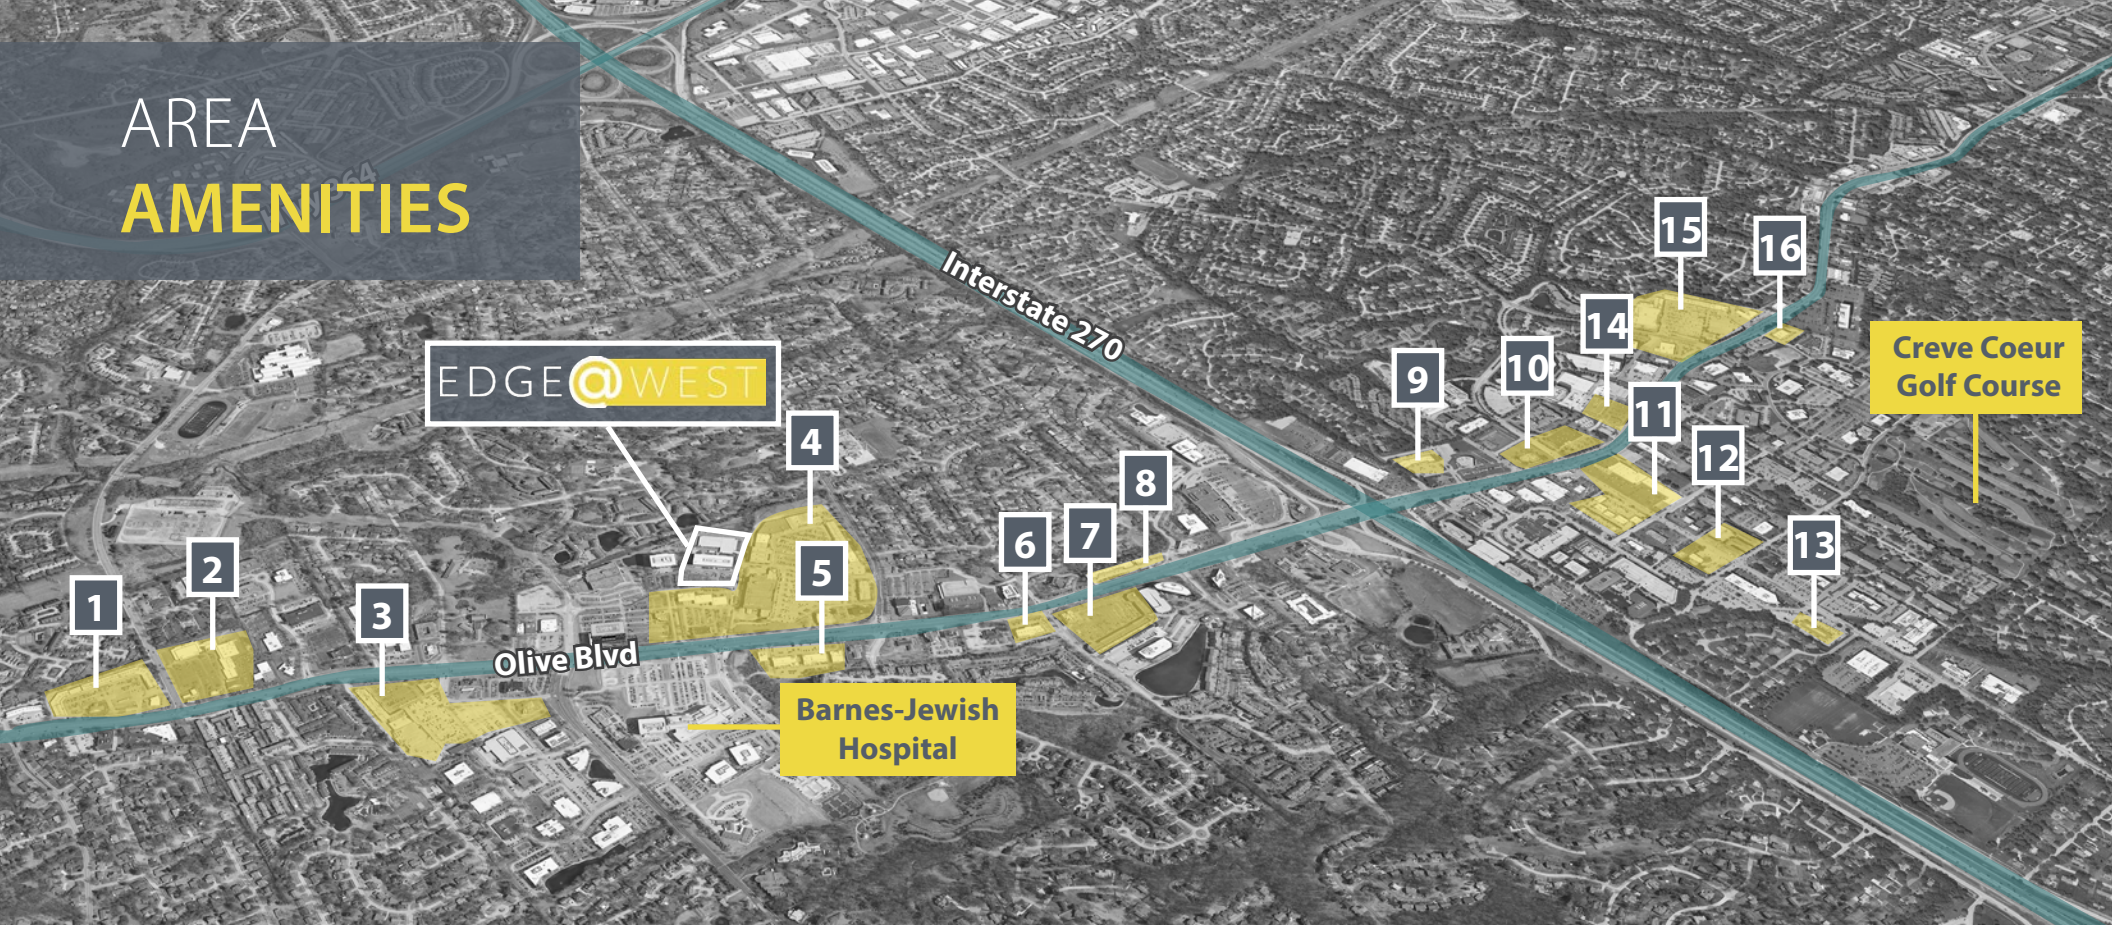 AREA
AMENITIES
EDGE@WEST
Interstate 270
Olive Blvd
Barnes-Jewish
Hospital
Creve Coeur
Golf Course
1
2
3
4
5
6
7
8
9
10
11
12
13
14
15
16